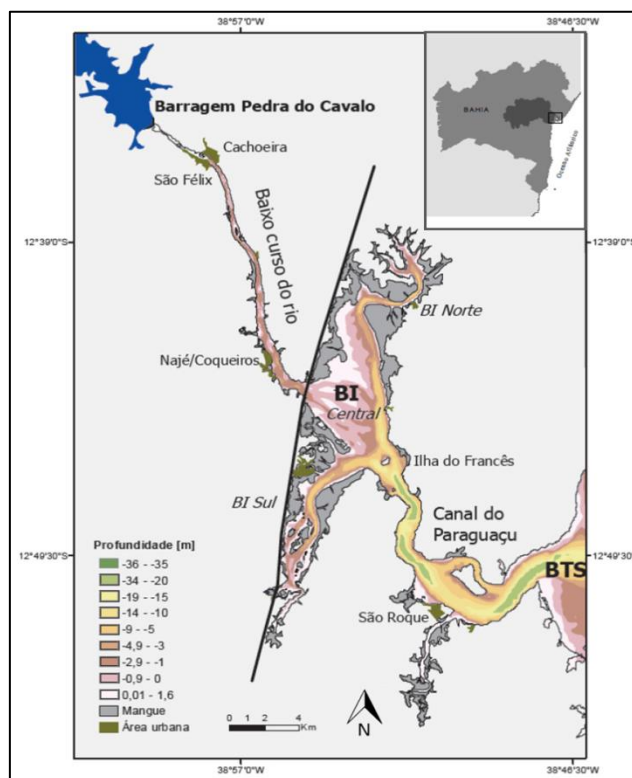 38°57'0"W
38°46'30"W
Barragem Pedra do Cavalo
BAHIA
Oceano Atlântico
Cachoeira
São Félix
Baixo curso do rio
12°39'0"S
12°39'0"S
BI Norte
Najé/Coqueiros
BI
Central
Ilha do Francês
BI Sul
Canal do
Paraguaçu
12°49'30"S
12°49'30"S
BTS
São Roque
Profundidade [m]
-36 - -35
-34 - -20
-19 - -15
-14 - -10
-9 - -5
-4,9 - -3
-2,9 - -1
-0,9 - 0
0,01 - 1,6
Mangue
Área urbana
0 1 2 4
Km
N
38°57'0"W
38°46'30"W